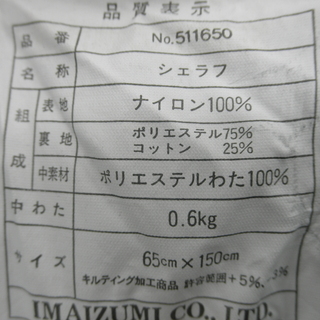 品質表示
品番 No.511650
名称 シェラフ
組成 表地 ナイロン100%
裏地 ポリエステル75%
コットン 25%
中素材 ポリエステルわた100%
中わた 0.6kg
サイズ 65cm×150cm
キルティング加工商品 許容範囲+5%、-3%
IMAIZUMI CO., LTD.